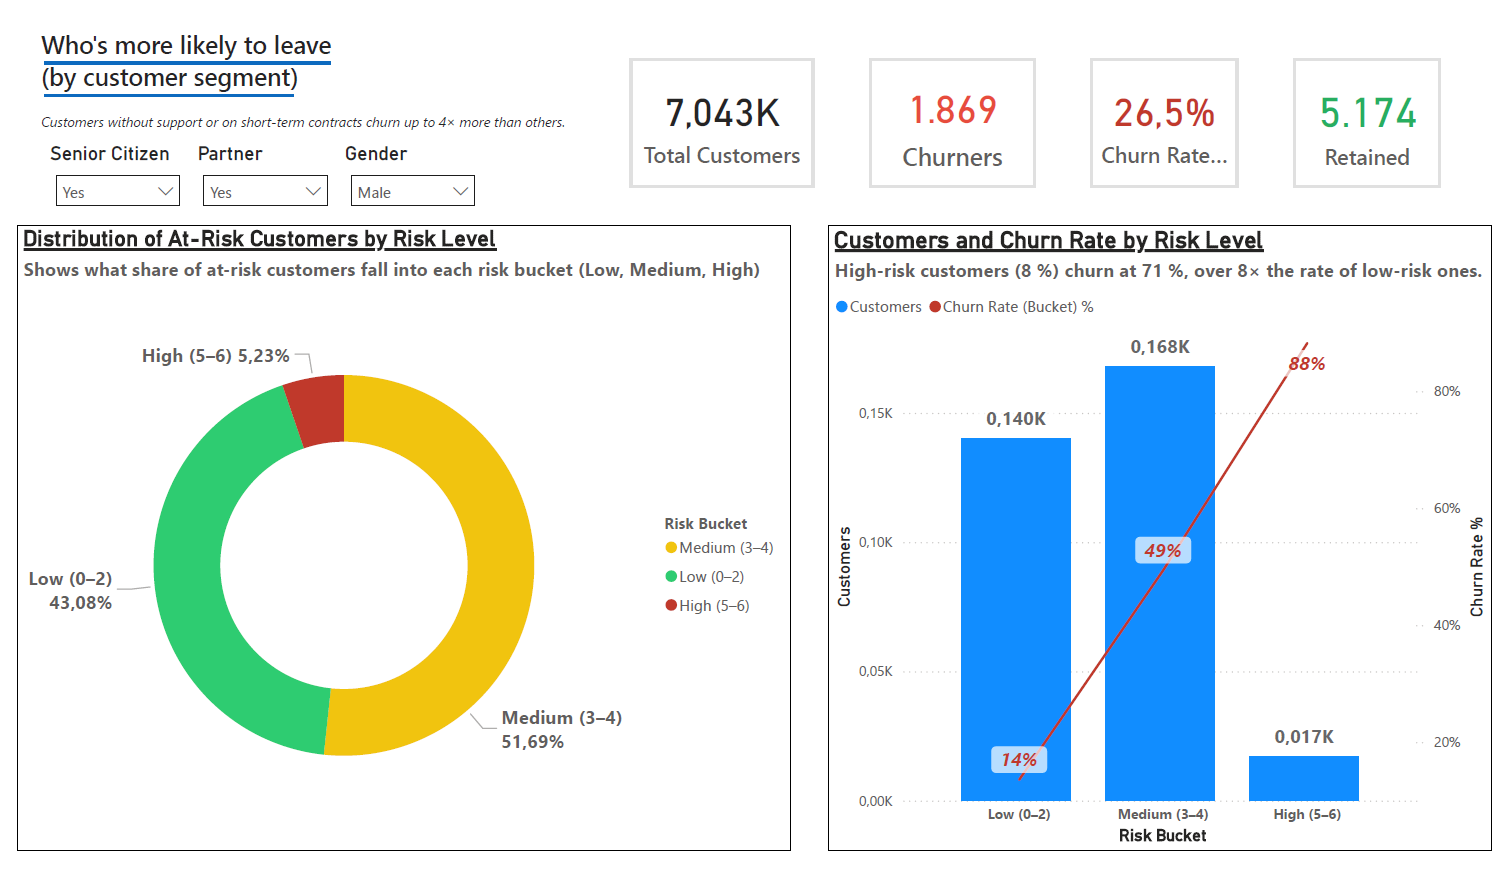 Who's more likely to leave
(by customer segment)
Customers without support or on short-term contracts churn up to 4× more than others.
Senior Citizen Partner Gender
Yes Yes Male
7,043K
Total Customers
1.869
Churners
26,5%
Churn Rate...
5.174
Retained
Distribution of At-Risk Customers by Risk Level
Shows what share of at-risk customers fall into each risk bucket (Low, Medium, High)
High (5–6) 5,23%
Low (0–2)
43,08%
Medium (3–4)
51,69%
Risk Bucket
Medium (3–4)
Low (0–2)
High (5–6)
Customers and Churn Rate by Risk Level
High-risk customers (8 %) churn at 71 %, over 8× the rate of low-risk ones.
Customers Churn Rate (Bucket) %
Customers
0,15K
0,10K
0,05K
0,00K
0,140K
0,168K
0,017K
14%
49%
88%
80%
60%
40%
20%
Churn Rate %
Low (0–2) Medium (3–4) High (5–6)
Risk Bucket